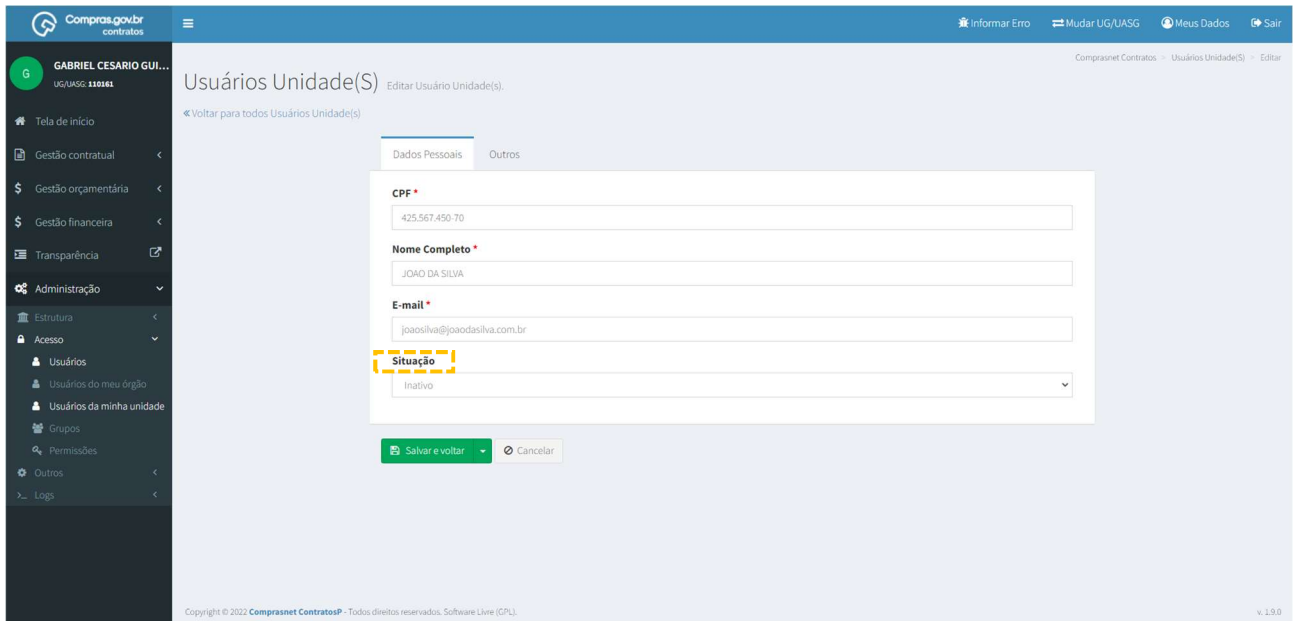 Compras.gov.br
contratos
Informar Erro
Mudar UG/UASG
Meus Dados
Sair
G
GABRIEL CESARIO GUI...
UG/UASG: 110161
Tela de início
Gestão contratual
Gestão orçamentária
Gestão financeira
Transparência
Administração
Estrutura
Acesso
Usuários
Usuários do meu órgão
Usuários da minha unidade
Grupos
Permissões
Outros
Logs
Comprasnet Contratos > Usuários Unidade(S) > Editar
Usuários Unidade(S) Editar Usuário Unidade(s).
« Voltar para todos Usuários Unidade(s)
Dados Pessoais Outros
CPF *
425.567.450-70
Nome Completo *
JOAO DA SILVA
E-mail *
joaosilva@joaodasilva.com.br
Situação
Inativo
Salvar e voltar
Cancelar
Copyright © 2022 Comprasnet ContratosP - Todos direitos reservados. Software Livre (GPL).
v. 1.9.0